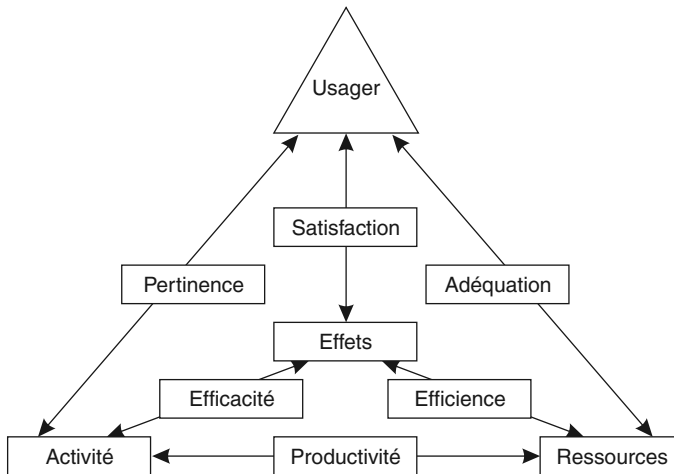 Usager
Satisfaction
Pertinence
Adéquation
Effets
Efficacité
Efficience
Activité
Productivité
Ressources